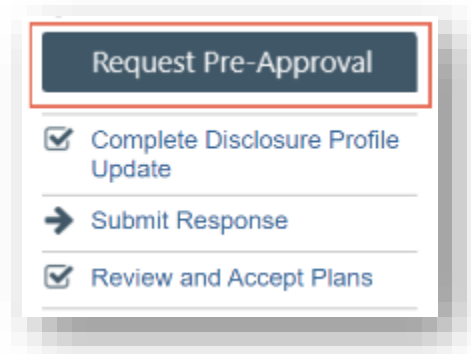 Request Pre-Approval
Complete Disclosure Profile
Update
Submit Response
Review and Accept Plans